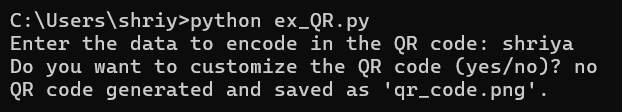 C:\Users\shriy>python ex_QR.py
Enter the data to encode in the QR code: shriya
Do you want to customize the QR code (yes/no)? no
QR code generated and saved as 'qr_code.png'.